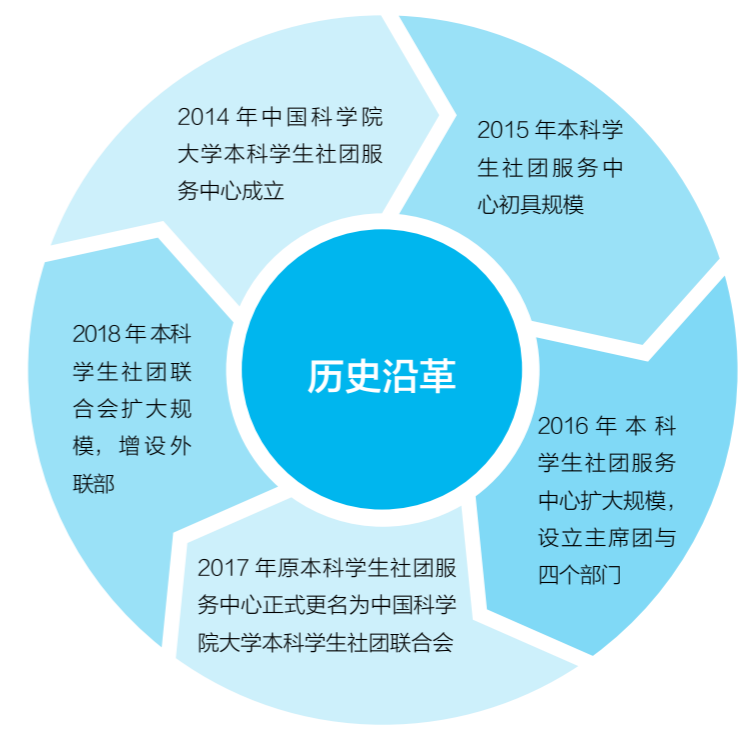 2014 年中国科学院
大学本科学生社团服
务中心成立
2015 年本科学
生社团服务中
心初具规模
2016 年本科
学生社团服务
中心扩大规模，
设立主席团与
四个部门
2017 年原本科学生社团服
务中心正式更名为中国科学
院大学本科学生社团联合会
2018 年本科
学生社团联
合会扩大规
模，增设外
联部
历史沿革